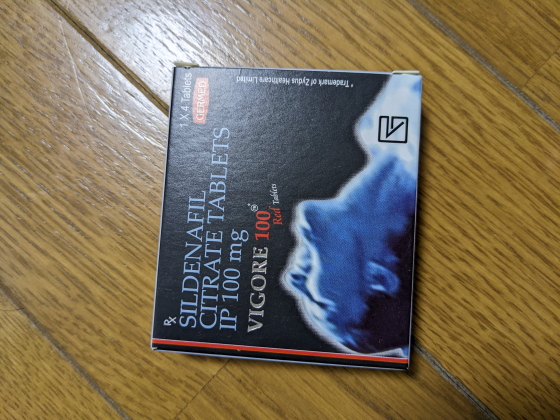 1 X 4 Tablets
GERMED
Rx
SILDENAFIL
CITRATE TABLETS
IP 100 mg
VIGORE 100®*
Red Tablets
* Trademark of Zydus Healthcare Limited